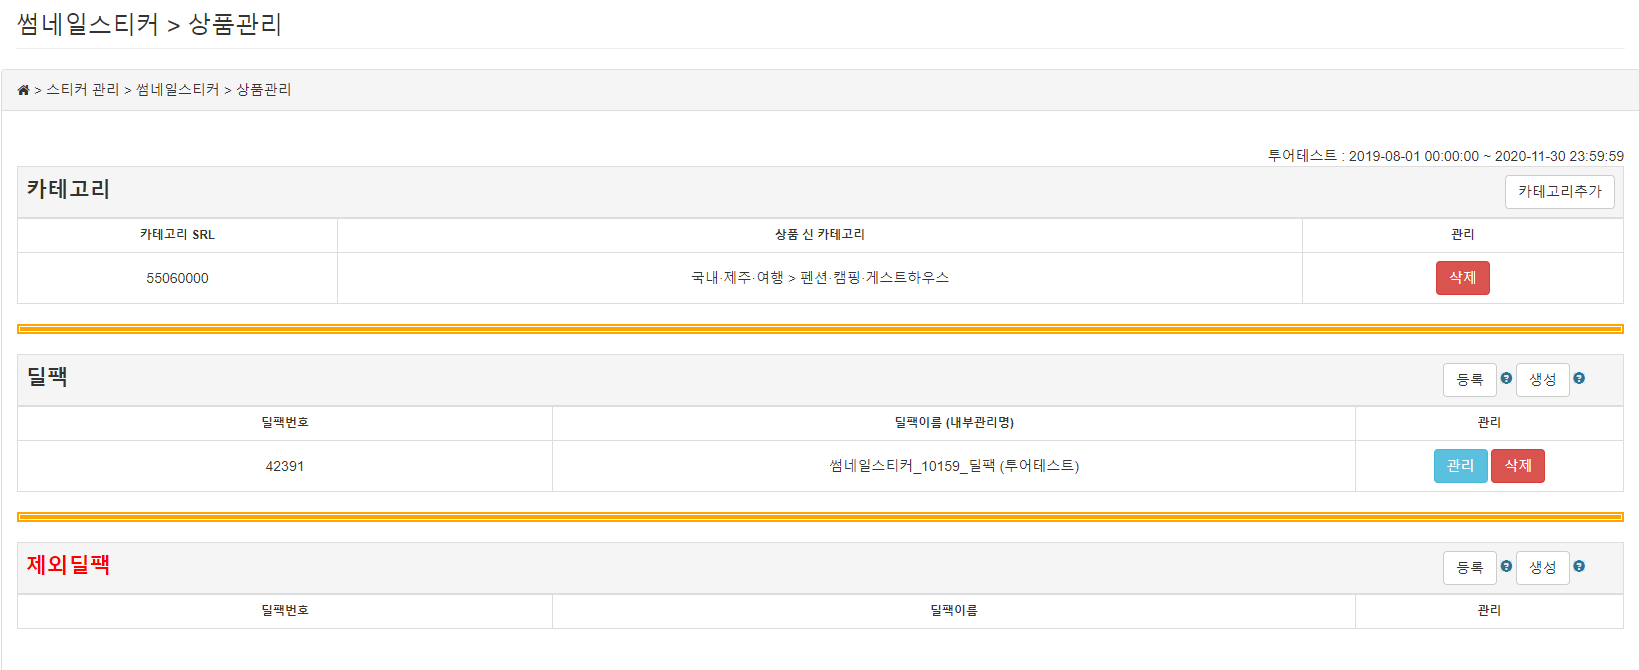 썸네일스티커 > 상품관리
> 스티커 관리 > 썸네일스티커 > 상품관리
투어테스트 : 2019-08-01 00:00:00 ~ 2020-11-30 23:59:59
카테고리 카테고리추가
카테고리 SRL 상품 신 카테고리 관리
55060000 국내·제주·여행 > 펜션·캠핑·게스트하우스 삭제
딜팩 등록 ? 생성 ?
딜팩번호 딜팩이름 (내부관리명) 관리
42391 썸네일스티커_10159_딜팩 (투어테스트) 관리 삭제
제외딜팩 등록 ? 생성 ?
딜팩번호 딜팩이름 관리